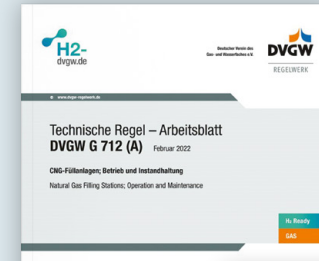 H2-
dvgw.de
Deutscher Verein des
Gas- und Wasserfaches e.V.
DVGW
REGELWERK
www.dvgw-regelwerk.de
Technische Regel – Arbeitsblatt
DVGW G 712 (A) Februar 2022
CNG-Füllanlagen; Betrieb und Instandhaltung
Natural Gas Filling Stations; Operation and Maintenance
H2 Ready
GAS